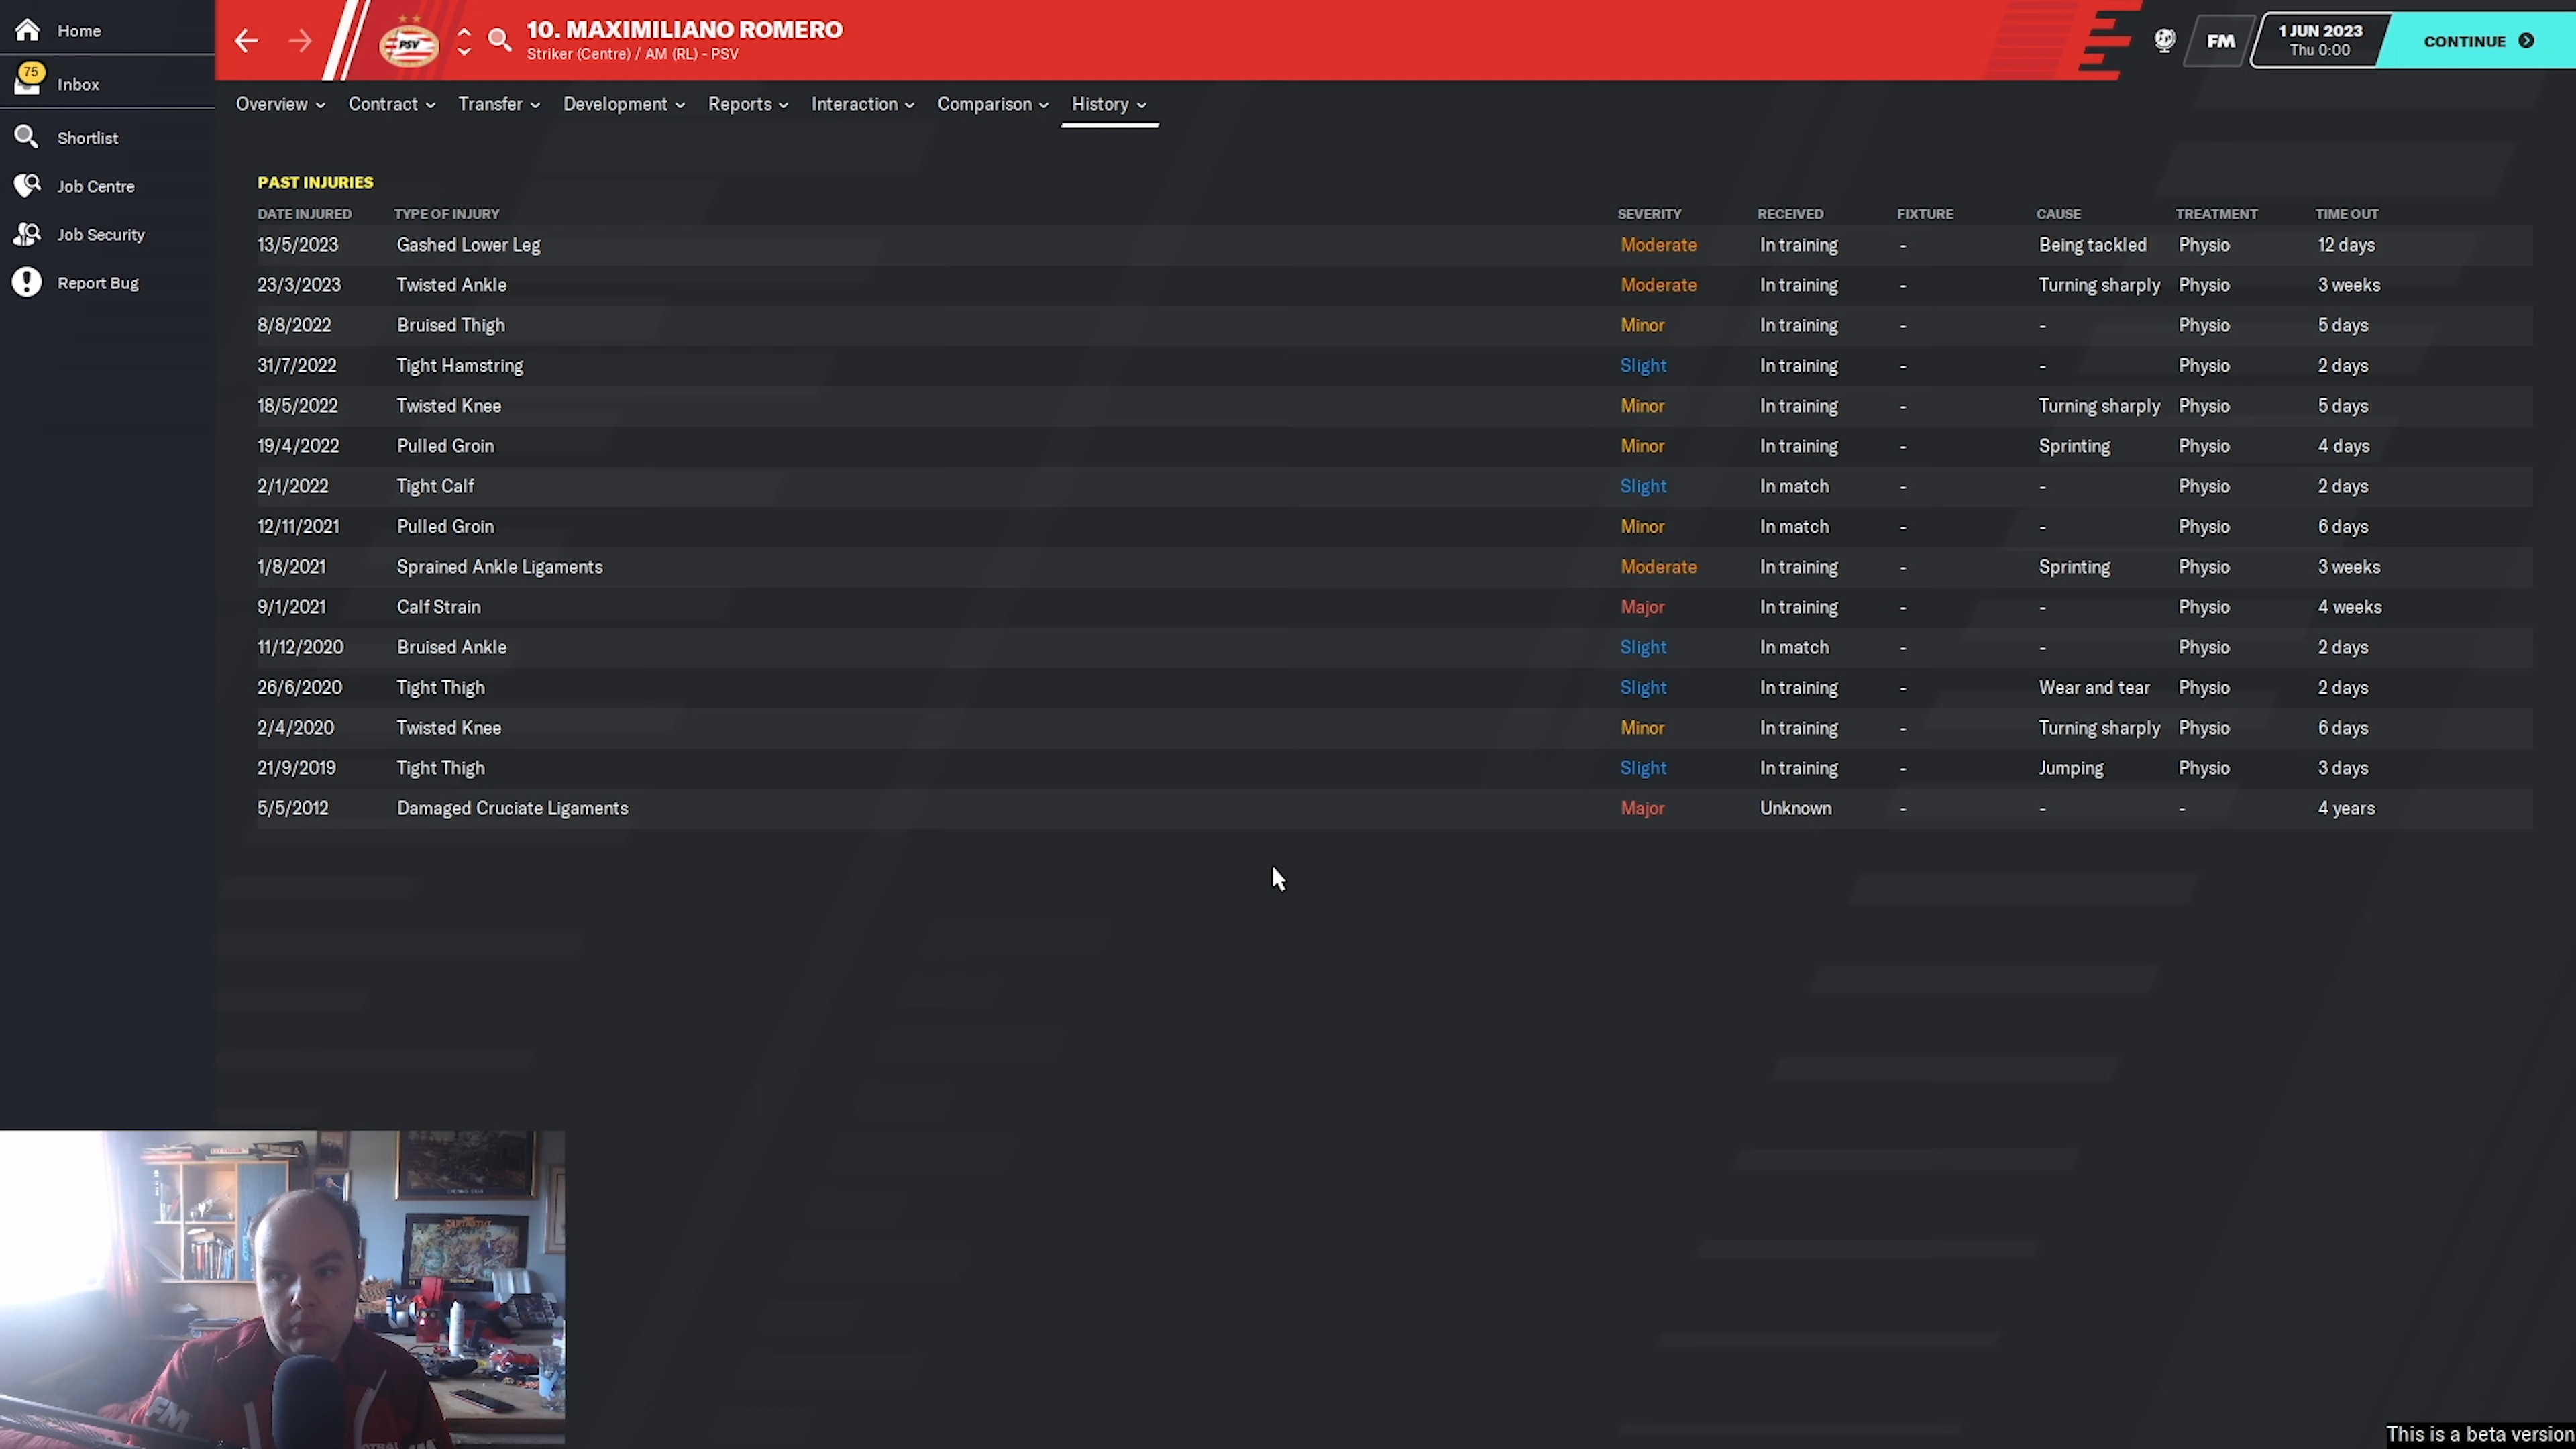 Home
75
Inbox
Shortlist
Job Centre
Job Security
Report Bug
PSV
10. MAXIMILIANO ROMERO
Striker (Centre) / AM (RL) - PSV
FM
1 JUN 2023
Thu 0:00
CONTINUE
Overview Contract Transfer Development Reports Interaction Comparison History
PAST INJURIES
DATE INJURED TYPE OF INJURY SEVERITY RECEIVED FIXTURE CAUSE TREATMENT TIME OUT
13/5/2023 Gashed Lower Leg Moderate In training - Being tackled Physio 12 days
23/3/2023 Twisted Ankle Moderate In training - Turning sharply Physio 3 weeks
8/8/2022 Bruised Thigh Minor In training - - Physio 5 days
31/7/2022 Tight Hamstring Slight In training - - Physio 2 days
18/5/2022 Twisted Knee Minor In training - Turning sharply Physio 5 days
19/4/2022 Pulled Groin Minor In training - Sprinting Physio 4 days
2/1/2022 Tight Calf Slight In match - - Physio 2 days
12/11/2021 Pulled Groin Minor In match - - Physio 6 days
1/8/2021 Sprained Ankle Ligaments Moderate In training - Sprinting Physio 3 weeks
9/1/2021 Calf Strain Major In training - - Physio 4 weeks
11/12/2020 Bruised Ankle Slight In match - - Physio 2 days
26/6/2020 Tight Thigh Slight In training - Wear and tear Physio 2 days
2/4/2020 Twisted Knee Minor In training - Turning sharply Physio 6 days
21/9/2019 Tight Thigh Slight In training - Jumping Physio 3 days
5/5/2012 Damaged Cruciate Ligaments Major Unknown - - - 4 years
FM
This is a beta version